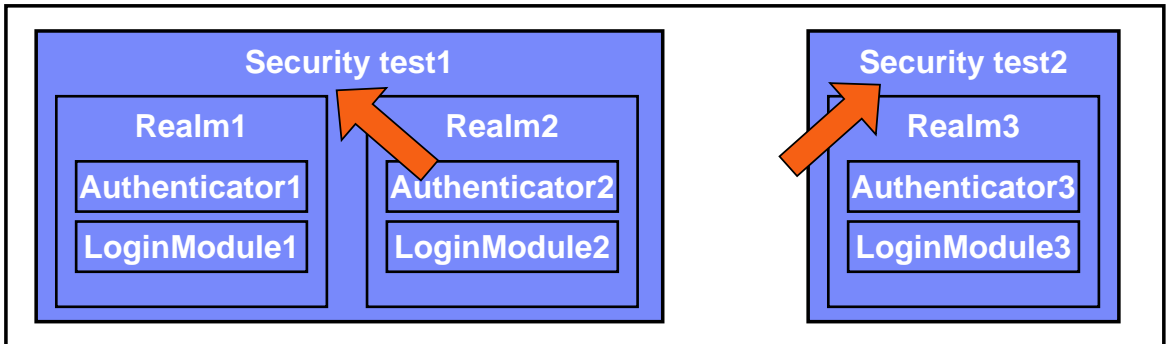 Security test1
Realm1
Authenticator1
LoginModule1
Realm2
Authenticator2
LoginModule2
Security test2
Realm3
Authenticator3
LoginModule3